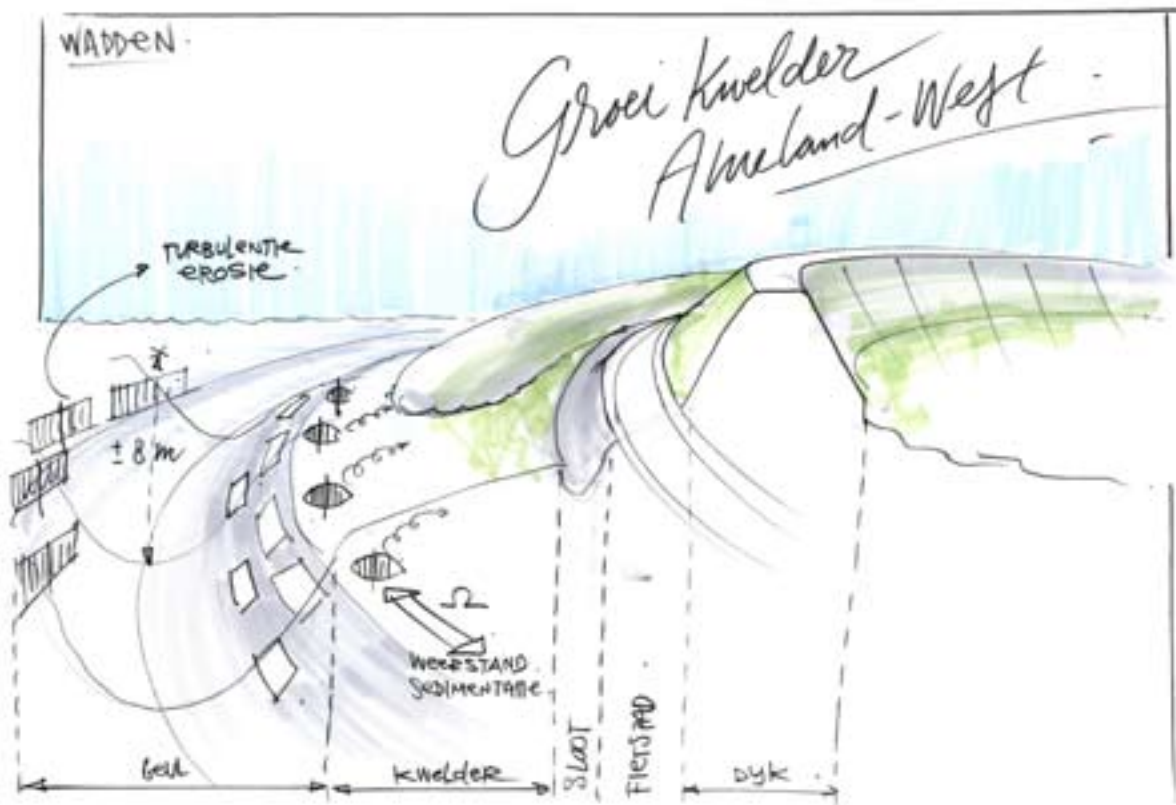 WADDEN.
Groei Kwelder
Ameland-West
TURBULENTIE
EROSIE.
± 8 m
Ω
WEERSTAND
SEDIMENTATIE.
GEUL
KWELDER
SLOOT
FIETSPAD
DYK